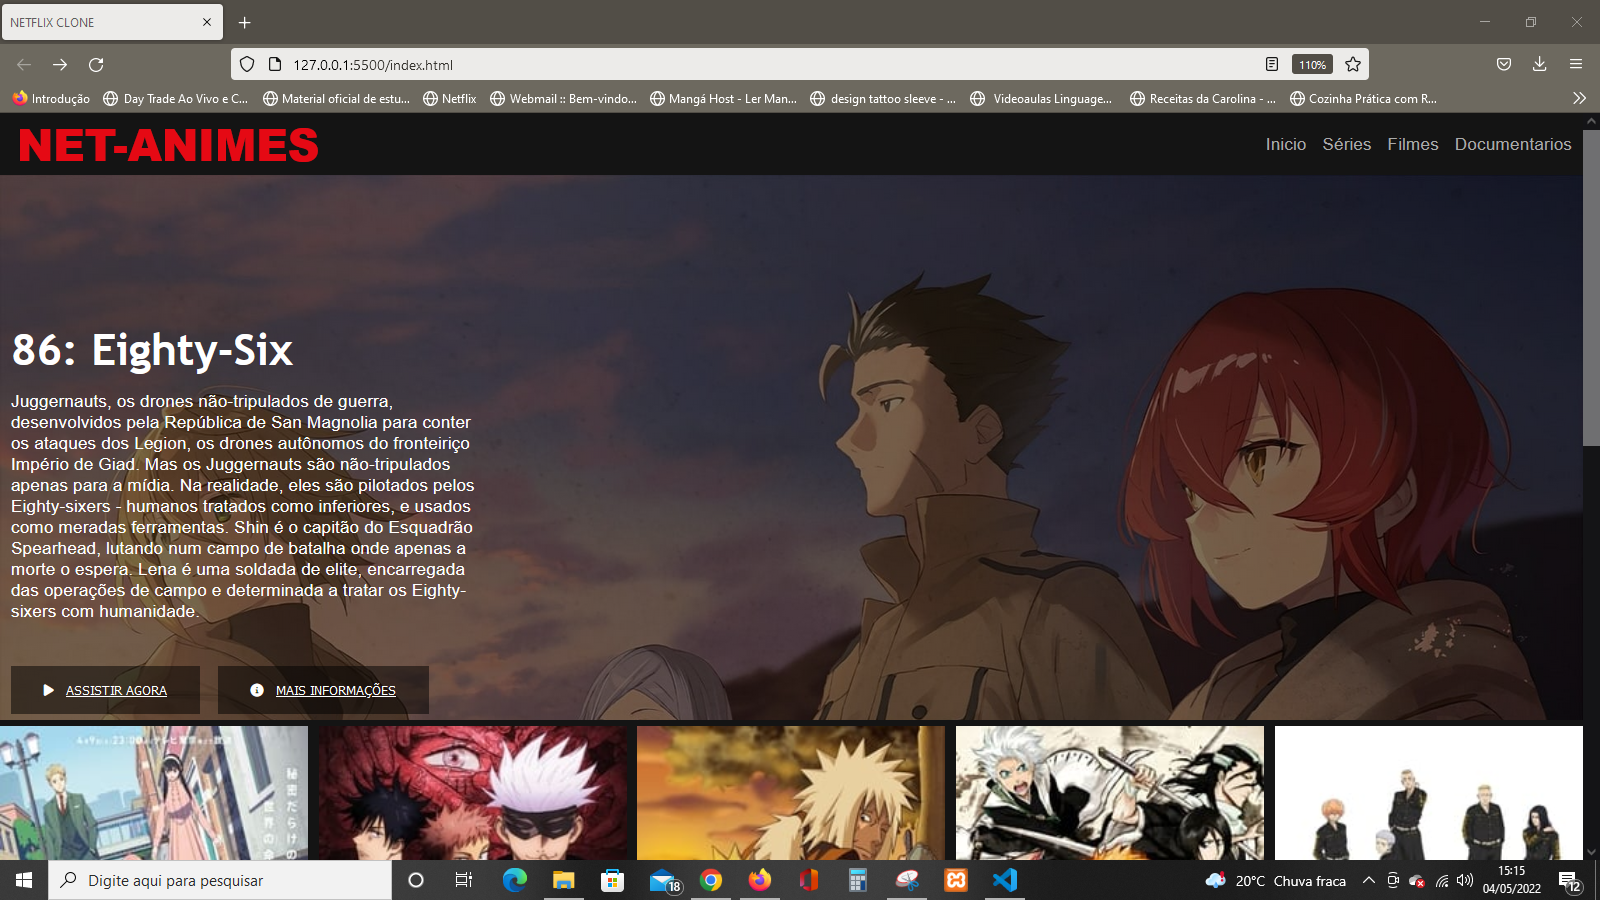 NETFLIX CLONE
127.0.0.1:5500/index.html
110%
Introdução
Day Trade Ao Vivo e C...
Material oficial de estu...
Netflix
Webmail :: Bem-vindo...
Mangá Host - Ler Man...
design tattoo sleeve - ...
Videoaulas Linguage...
Receitas da Carolina - ...
Cozinha Prática com R...
NET-ANIMES
Inicio Séries Filmes Documentarios
86: Eighty-Six
Juggernauts, os drones não-tripulados de guerra,
desenvolvidos pela República de San Magnolia para conter
os ataques dos Legion, os drones autônomos do fronteiriço
Império de Giad. Mas os Juggernauts são não-tripulados
apenas para a mídia. Na realidade, eles são pilotados pelos
Eighty-sixers - humanos tratados como inferiores, e usados
como meradas ferramentas. Shin é o capitão do Esquadrão
Spearhead, lutando num campo de batalha onde apenas a
morte o espera. Lena é uma soldada de elite, encarregada
das operações de campo e determinada a tratar os Eighty-
sixers com humanidade.
ASSISTIR AGORA
MAIS INFORMAÇÕES
秘密だらけの
Digite aqui para pesquisar
18
20°C Chuva fraca
15:15
04/05/2022
12